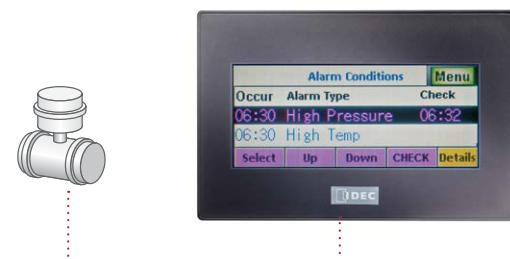 Alarm Conditions Menu
Occur Alarm Type Check
06:30 High Pressure 06:32
06:30 High Temp
Select Up Down CHECK Details
IDEC